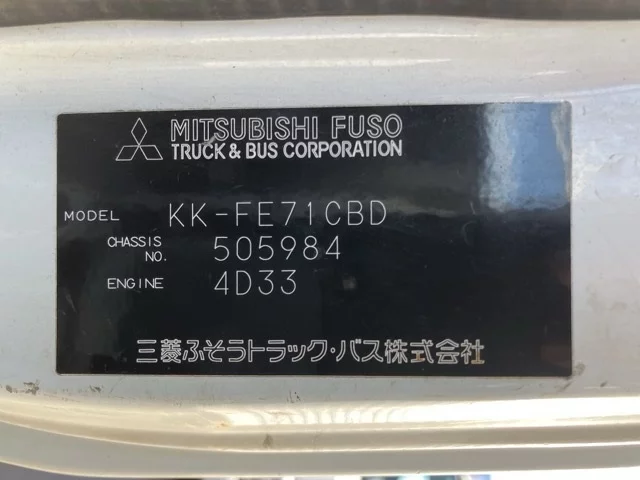 MITSUBISHI FUSO
TRUCK & BUS CORPORATION
MODEL KK-FE71CBD
CHASSIS NO. 505984
ENGINE 4D33
三菱ふそうトラック・バス株式会社